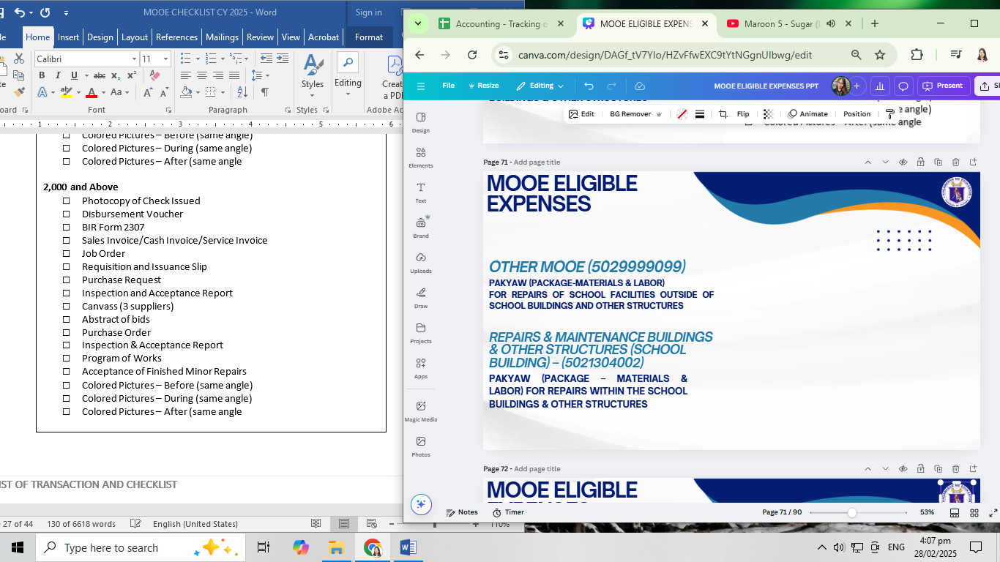 MOOE CHECKLIST CY 2025 - Word
Sign in
Home
Insert
Design
Layout
References
Mailings
Review
View
Acrobat
Format
Calibri
11
Styles
Editing
Font
Paragraph
Styles
1 2 3 4 5 6
Colored Pictures – Before (same angle)
Colored Pictures – During (same angle)
Colored Pictures – After (same angle
2,000 and Above
Photocopy of Check Issued
Disbursement Voucher
BIR Form 2307
Sales Invoice/Cash Invoice/Service Invoice
Job Order
Requisition and Issuance Slip
Purchase Request
Inspection and Acceptance Report
Canvass (3 suppliers)
Abstract of bids
Purchase Order
Inspection & Acceptance Report
Program of Works
Acceptance of Finished Minor Repairs
Colored Pictures – Before (same angle)
Colored Pictures – During (same angle)
Colored Pictures – After (same angle
IST OF TRANSACTION AND CHECKLIST
27 of 44
130 of 6618 words
English (United States)
110%
Accounting - Tracking o
MOOE ELIGIBLE EXPENS
Maroon 5 - Sugar (L
canva.com/design/DAGf_tV7YIo/HZvFfwEXC9tYtNGgnUIbwg/edit
File
Resize
Editing
MOOE ELIGIBLE EXPENSES PPT
Present
Edit
BG Remover
Flip
Animate
Position
e angle)
Colored Pictures – After (same angle
Design
Elements
Text
Brand
Uploads
Draw
Projects
Apps
Magic Media
Photos
Page 71 - Add page title
MOOE ELIGIBLE
EXPENSES
OTHER MOOE (5029999099)
PAKYAW (PACKAGE-MATERIALS & LABOR)
FOR REPAIRS OF SCHOOL FACILITIES OUTSIDE OF
SCHOOL BUILDINGS AND OTHER STRUCTURES
REPAIRS & MAINTENANCE BUILDINGS
& OTHER STRUCTURES (SCHOOL
BUILDING) – (5021304002)
PAKYAW (PACKAGE – MATERIALS &
LABOR) FOR REPAIRS WITHIN THE SCHOOL
BUILDINGS & OTHER STRUCTURES
Page 72 - Add page title
MOOE ELIGIBLE
Notes
Timer
Page 71 / 90
53%
Type here to search
ENG
4:07 pm
28/02/2025